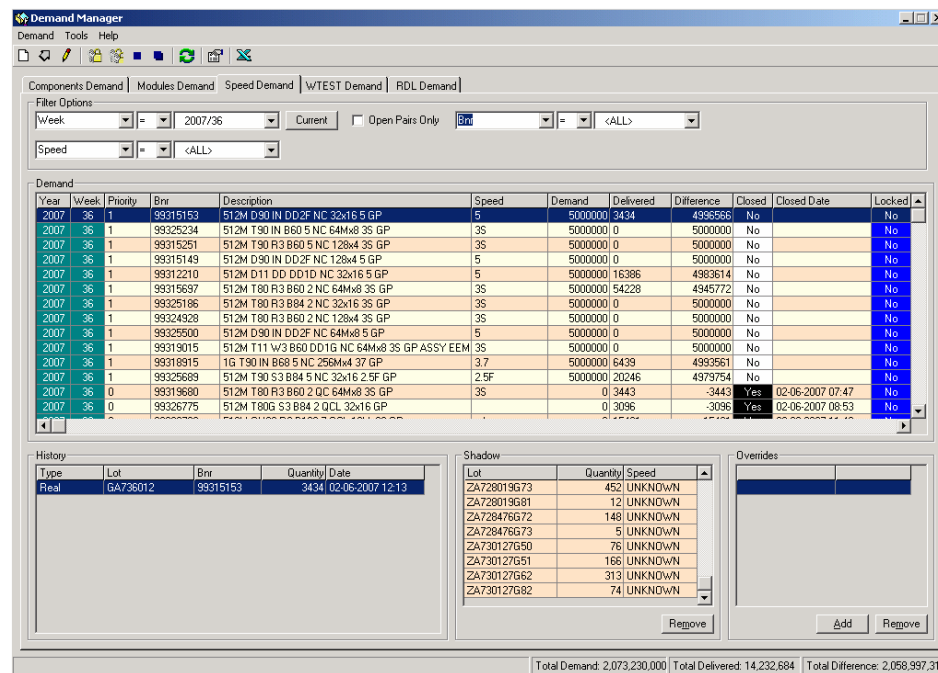 Demand Manager
Demand Tools Help
Components Demand Modules Demand Speed Demand WTEST Demand RDL Demand
Filter Options
Week = 2007/36 Current Open Pairs Only Bnr = <ALL>
Speed = <ALL>
Demand
Year Week Priority Bnr Description Speed Demand Delivered Difference Closed Closed Date Locked
2007 36 1 99315153 512M D90 IN DD2F NC 32x16 5 GP 5 5000000 3434 4996566 No No
2007 36 1 99325234 512M T90 IN B60 5 NC 64Mx8 3S GP 3S 5000000 0 5000000 No No
2007 36 1 99315251 512M T90 R3 B60 5 NC 128x4 3S GP 3S 5000000 0 5000000 No No
2007 36 1 99315149 512M D90 IN DD2F NC 128x4 5 GP 5 5000000 0 5000000 No No
2007 36 1 99312210 512M D11 DD DD1D NC 32x16 5 GP 5 5000000 16386 4983614 No No
2007 36 1 99315697 512M T80 R3 B60 2 NC 64Mx8 3S GP 3S 5000000 54228 4945772 No No
2007 36 1 99325186 512M T80 R3 B84 2 NC 32x16 3S GP 3S 5000000 0 5000000 No No
2007 36 1 99324928 512M T80 R3 B60 2 NC 64Mx8 3S GP 3S 5000000 0 5000000 No No
2007 36 1 99325500 512M D90 IN DD2F NC 64Mx8 5 GP 5 5000000 0 5000000 No No
2007 36 1 99319015 512M T11 W3 B60 DD1G NC 64Mx8 3S GP ASSY EEM 3S 5000000 0 5000000 No No
2007 36 1 99318915 1G T90 IN B68 5 NC 256Mx4 37 GP 3.7 5000000 6439 4993561 No No
2007 36 1 99325689 512M T90 S3 B84 5 NC 32x16 2.5F GP 2.5F 5000000 20246 4979754 No No
2007 36 0 99319680 512M T80 R3 B60 2 QC 64Mx8 3S GP 3S 0 3443 -3443 Yes 02-06-2007 07:47 No
2007 36 0 99326775 512M T80G S3 B84 2 QCL 32x16 GP 0 3096 -3096 Yes 02-06-2007 08:53 No
History
Type Lot Bnr Quantity Date
Real GA736012 99315153 3434 02-06-2007 12:13
Shadow
Lot Quantity Speed
ZA728019G73 452 UNKNOWN
ZA728019G81 12 UNKNOWN
ZA728476G72 148 UNKNOWN
ZA728476G73 5 UNKNOWN
ZA730127G50 76 UNKNOWN
ZA730127G51 166 UNKNOWN
ZA730127G62 313 UNKNOWN
ZA730127G82 74 UNKNOWN
Remove
Overrides
Add Remove
Total Demand: 2,073,230,000 Total Delivered: 14,232,684 Total Difference: 2,058,997,31